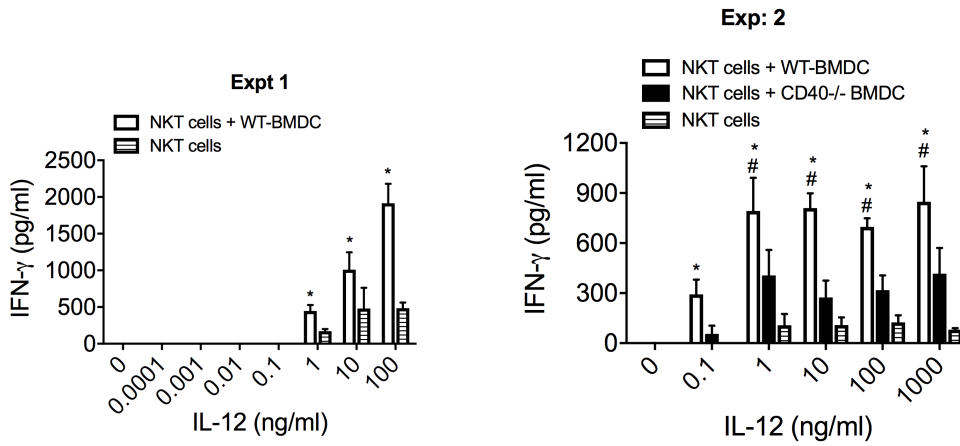 Expt 1
NKT cells + WT-BMDC
NKT cells
IFN-γ (pg/ml)
2500
2000
1500
1000
500
0
* * *
0 0.0001 0.001 0.01 0.1 1 10 100
IL-12 (ng/ml)
Exp: 2
NKT cells + WT-BMDC
NKT cells + CD40-/- BMDC
NKT cells
IFN-γ (pg/ml)
1200
900
600
300
0
* * * * *
# # # #
0 0.1 1 10 100 1000
IL-12 (ng/ml)